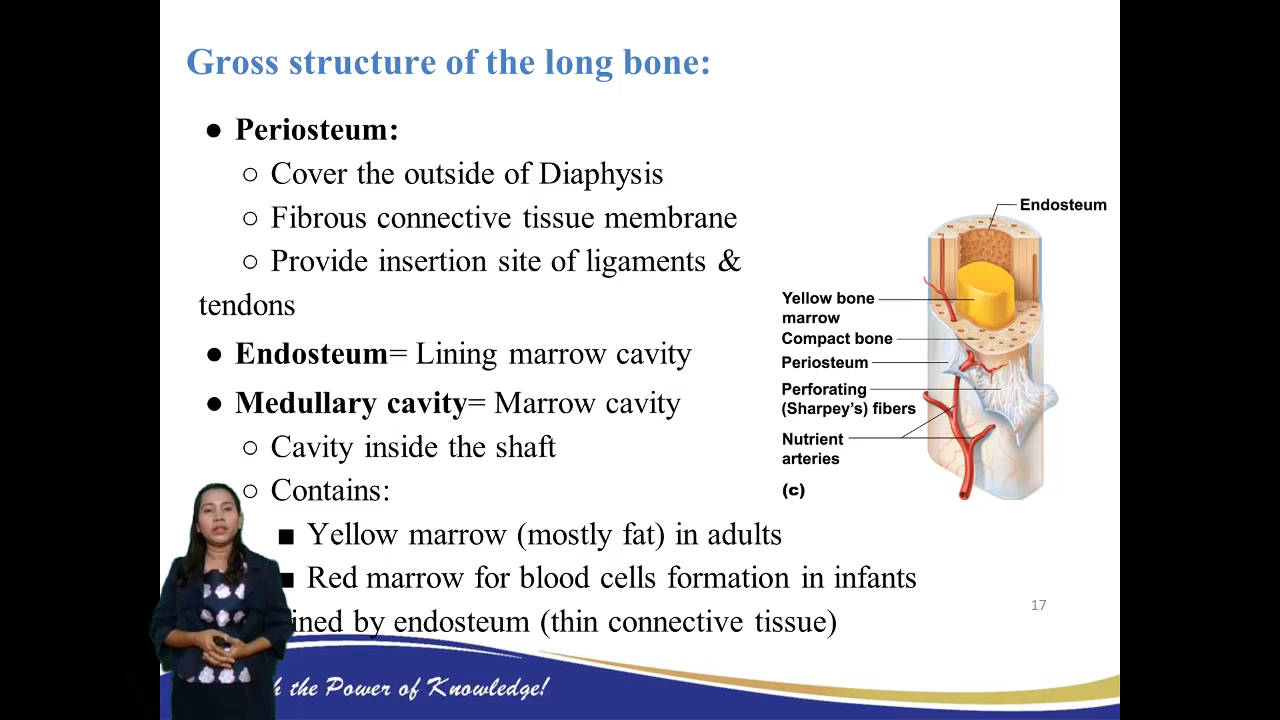 Gross structure of the long bone:
● Periosteum:
○ Cover the outside of Diaphysis
○ Fibrous connective tissue membrane
○ Provide insertion site of ligaments &
tendons
● Endosteum= Lining marrow cavity
● Medullary cavity= Marrow cavity
○ Cavity inside the shaft
○ Contains:
■ Yellow marrow (mostly fat) in adults
■ Red marrow for blood cells formation in infants
ined by endosteum (thin connective tissue)
Endosteum
Yellow bone
marrow
Compact bone
Periosteum
Perforating
(Sharpey's) fibers
Nutrient
arteries
(c)
17
the Power of Knowledge!